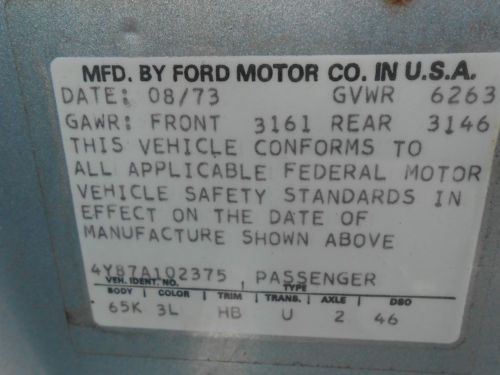 MFD. BY FORD MOTOR CO. IN U.S.A.
DATE: 08/73 GVWR 6263
GAWR: FRONT 3161 REAR 3146
THIS VEHICLE CONFORMS TO
ALL APPLICABLE FEDERAL MOTOR
VEHICLE SAFETY STANDARDS IN
EFFECT ON THE DATE OF
MANUFACTURE SHOWN ABOVE
4Y87A102375 PASSENGER
VEH. IDENT. NO. TYPE
BODY COLOR TRIM TRANS. AXLE DSO
65K 3L HB U 2 46